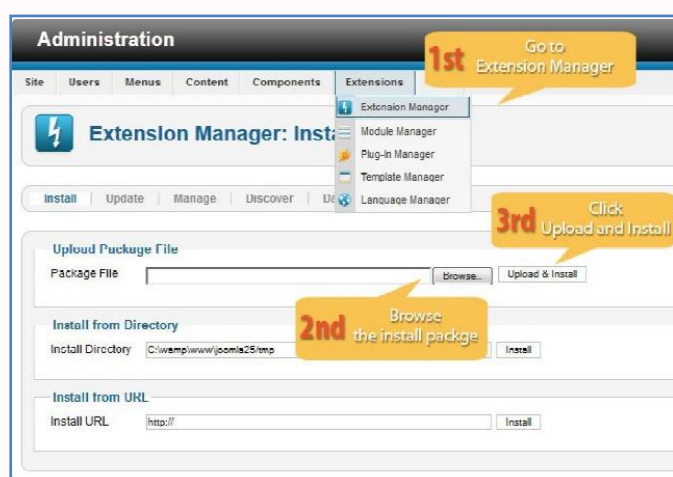 Administration
Site Users Menus Content Components Extensions
1st Go to
Extension Manager
Extension Manager
Module Manager
Plug-in Manager
Template Manager
Language Manager
Extension Manager: Insta
Install Update Manage Discover Da
3rd Click
Upload and Install
Upload Package File
Package File Browse... Upload & Install
2nd Browse
the install packge
Install from Directory
Install Directory C:\wamp\www\joomla25/tmp Install
Install from URL
Install URL http:// Install